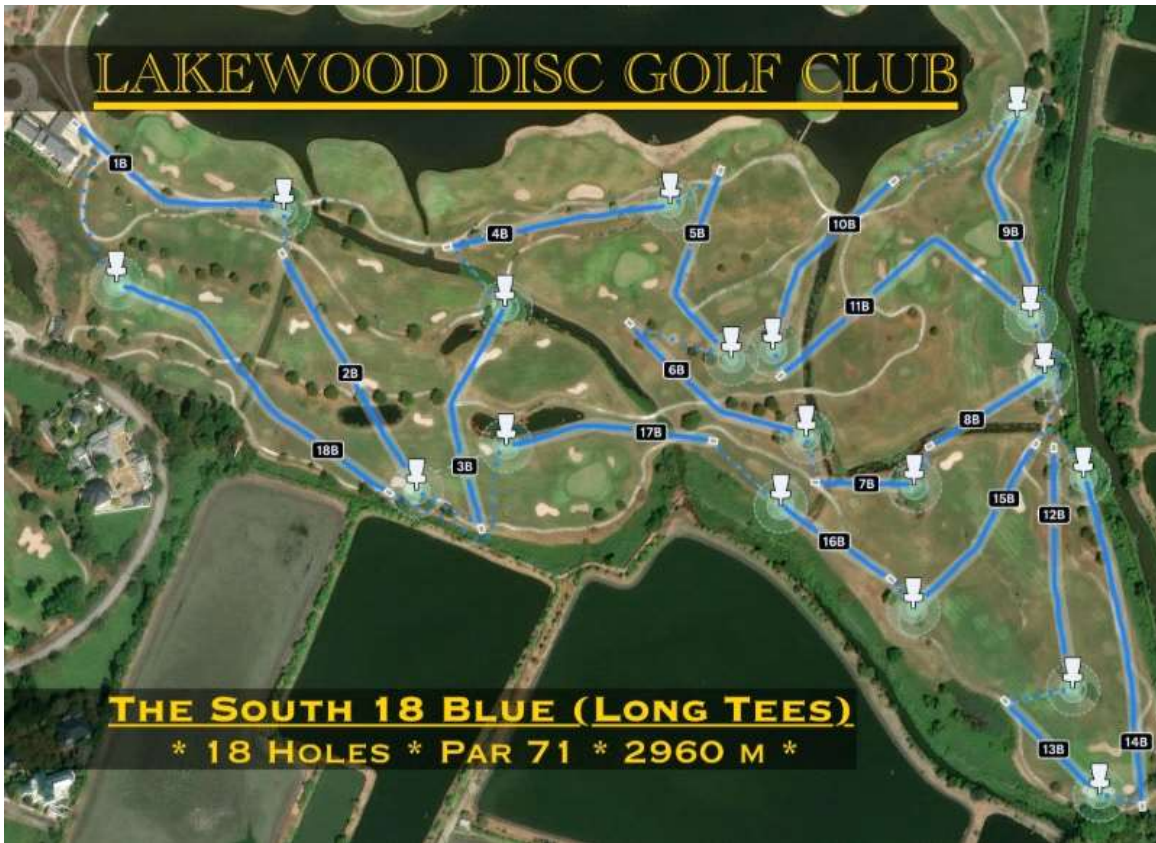 LAKEWOOD DISC GOLF CLUB
1B
4B
5B
10B
9B
11B
2B
6B
8B
17B
18B
3B
7B
15B
12B
16B
THE SOUTH 18 BLUE (LONG TEES)
* 18 HOLES * PAR 71 * 2960 M *
13B
14B